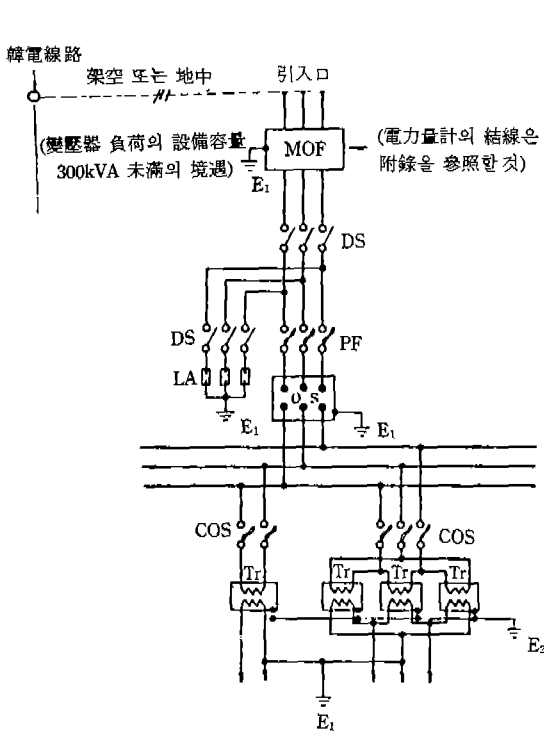 韓電線路
架空 또는 地中
引入口
(變壓器 負荷의 設備容量
300kVA 未滿의 境遇)
MOF
(電力量計의 結線은
附錄을 參照할 것)
E₁
DS
DS
PF
LA
O S
E₁
E₁
COS
COS
Tr
Tr
Tr
Tr
E₂
E₁